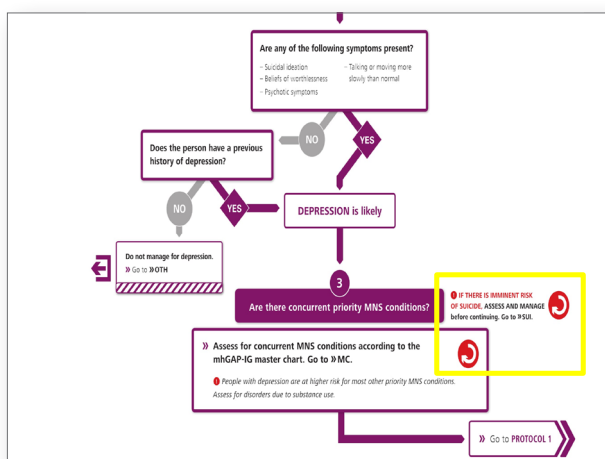 Are any of the following symptoms present?
– Suicidal ideation
– Beliefs of worthlessness
– Psychotic symptoms
– Talking or moving more
slowly than normal
NO
YES
Does the person have a previous
history of depression?
NO
YES
DEPRESSION is likely
Do not manage for depression.
» Go to » OTH
3
Are there concurrent priority MNS conditions?
IF THERE IS IMMINENT RISK
OF SUICIDE, ASSESS AND MANAGE
before continuing. Go to » SUI.
» Assess for concurrent MNS conditions according to the
mhGAP-IG master chart. Go to » MC.
People with depression are at higher risk for most other priority MNS conditions.
Assess for disorders due to substance use.
» Go to PROTOCOL 1